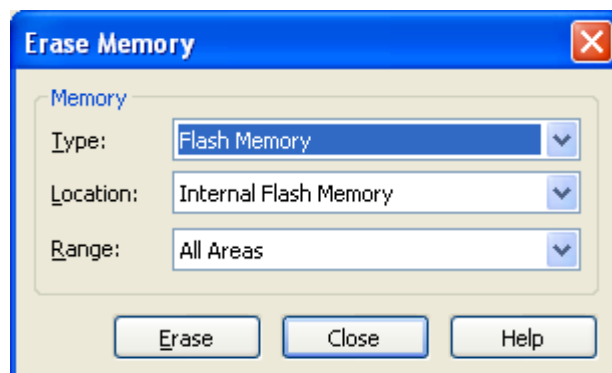 Erase Memory
Memory
Type: Flash Memory
Location: Internal Flash Memory
Range: All Areas
Erase Close Help